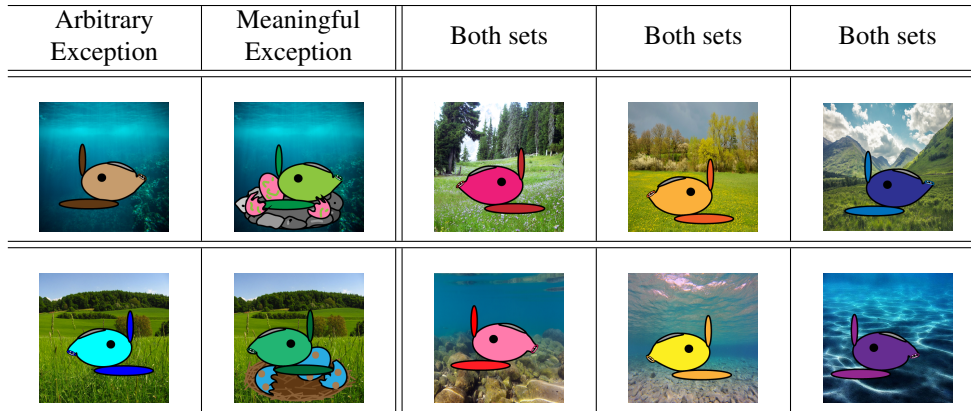 Arbitrary Exception
Meaningful Exception
Both sets
Both sets
Both sets